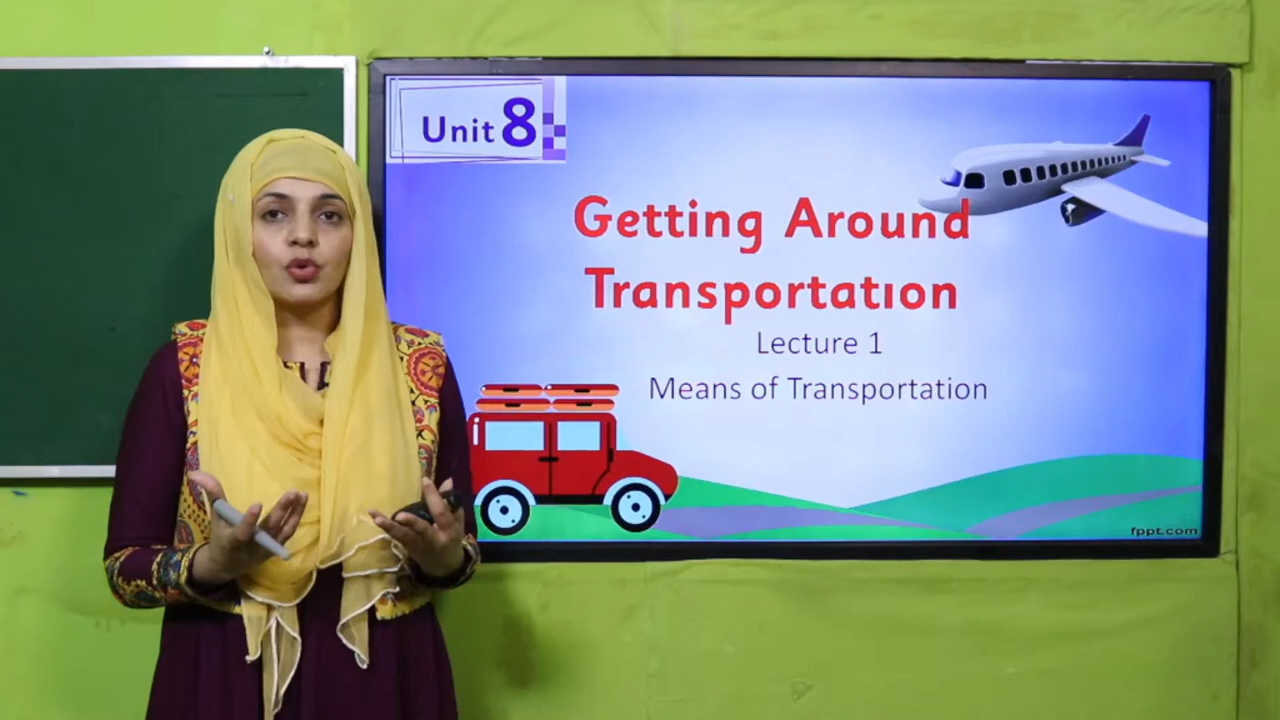 Unit 8
Getting Around
Transportation
Lecture 1
Means of Transportation
fppt.com